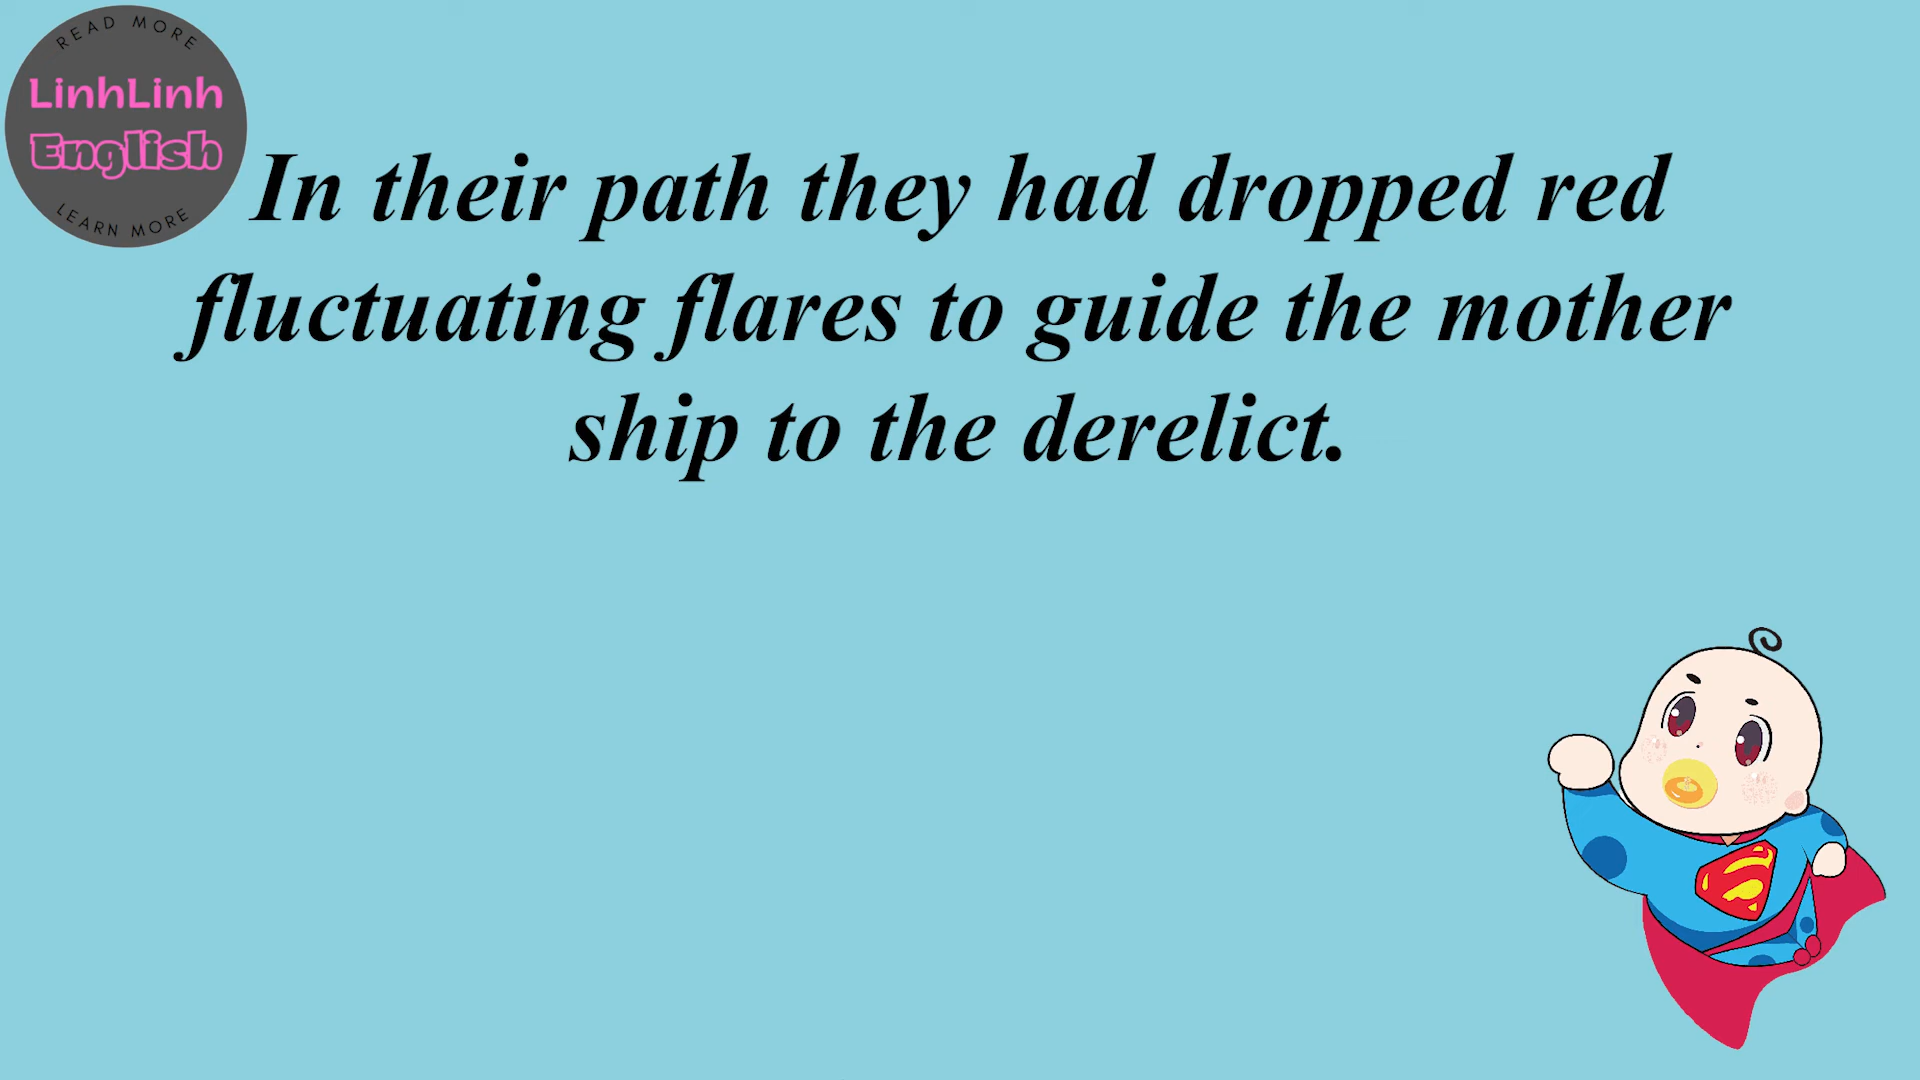 READ MORE
LinhLinh
English
LEARN MORE
In their path they had dropped red
fluctuating flares to guide the mother
ship to the derelict.